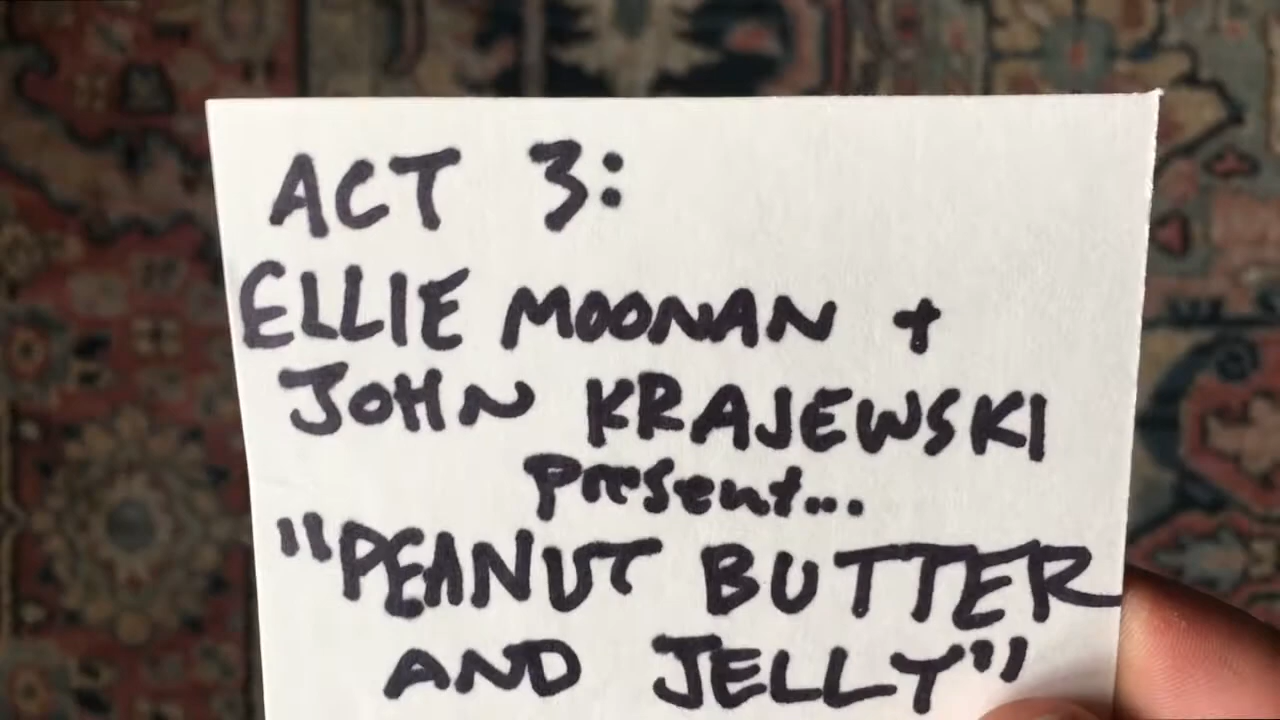 ACT 3:
ELLIE MOONAN +
JOHN KRAJEWSKI
present...
"PEANUT BUTTER
AND JELLY"